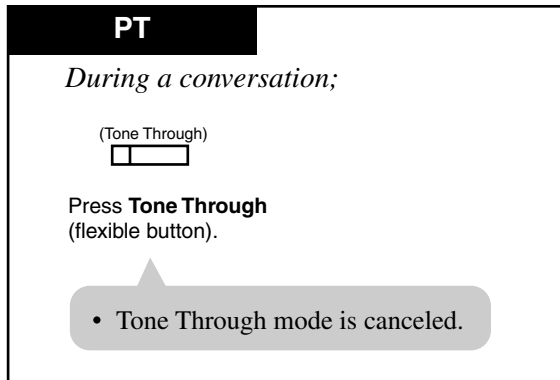 PT
During a conversation;
(Tone Through)
Press Tone Through
(flexible button).
• Tone Through mode is canceled.